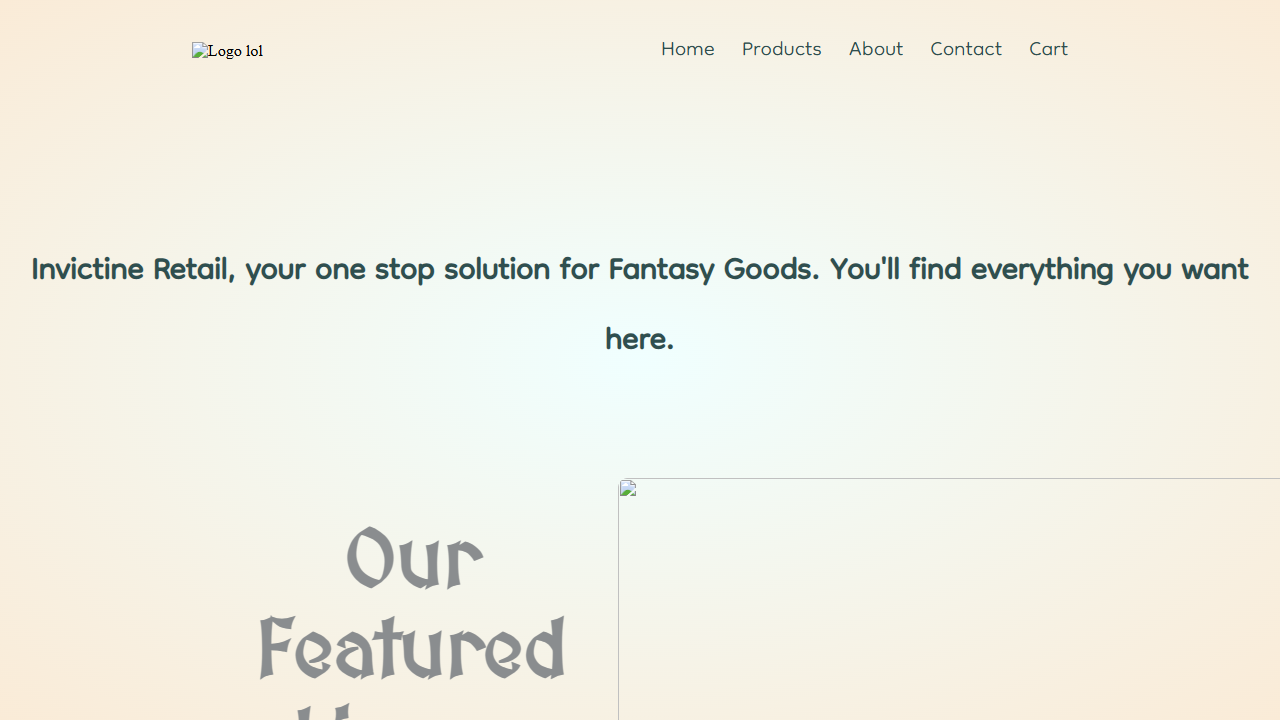 Logo lol
Home Products About Contact Cart
Invictine Retail, your one stop solution for Fantasy Goods. You'll find everything you want
here.
Our
Featured